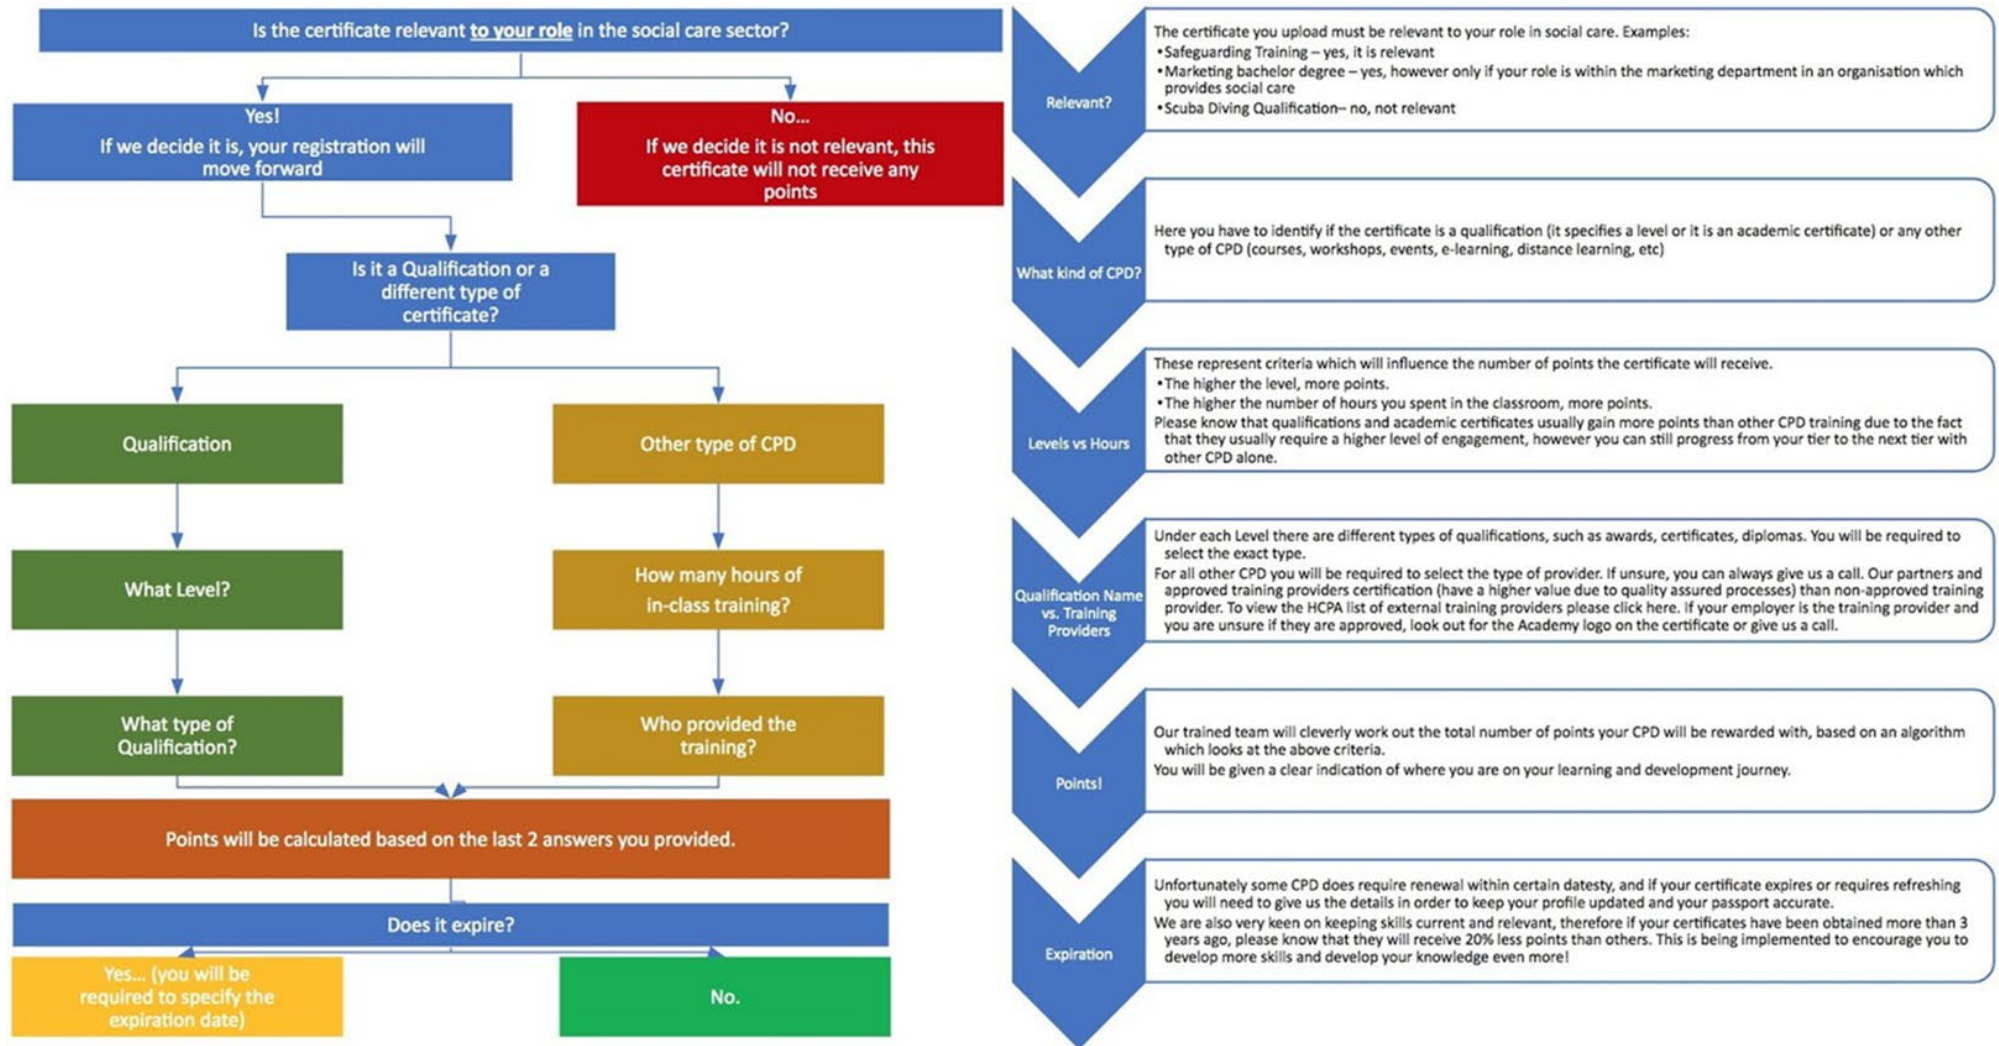 Is the certificate relevant to your role in the social care sector?
Yes!
If we decide it is, your registration will
move forward
No...
If we decide it is not relevant, this
certificate will not receive any
points
Is it a Qualification or a
different type of
certificate?
Qualification
Other type of CPD
What Level?
How many hours of
in-class training?
What type of
Qualification?
Who provided the
training?
Points will be calculated based on the last 2 answers you provided.
Does it expire?
Yes... (you will be
required to specify the
expiration date)
No.
Relevant?
The certificate you upload must be relevant to your role in social care. Examples:
•Safeguarding Training – yes, it is relevant
•Marketing bachelor degree – yes, however only if your role is within the marketing department in an organisation which
provides social care
•Scuba Diving Qualification– no, not relevant
What kind of CPD?
Here you have to identify if the certificate is a qualification (it specifies a level or it is an academic certificate) or any other
type of CPD (courses, workshops, events, e-learning, distance learning, etc)
Levels vs Hours
These represent criteria which will influence the number of points the certificate will receive.
•The higher the level, more points.
•The higher the number of hours you spent in the classroom, more points.
Please know that qualifications and academic certificates usually gain more points than other CPD training due to the fact
that they usually require a higher level of engagement, however you can still progress from your tier to the next tier with
other CPD alone.
Qualification Name
vs. Training
Providers
Under each Level there are different types of qualifications, such as awards, certificates, diplomas. You will be required to
select the exact type.
For all other CPD you will be required to select the type of provider. If unsure, you can always give us a call. Our partners and
approved training providers certification (have a higher value due to quality assured processes) than non-approved training
provider. To view the HCPA list of external training providers please click here. If your employer is the training provider and
you are unsure if they are approved, look out for the Academy logo on the certificate or give us a call.
Points!
Our trained team will cleverly work out the total number of points your CPD will be rewarded with, based on an algorithm
which looks at the above criteria.
You will be given a clear indication of where you are on your learning and development journey.
Expiration
Unfortunately some CPD does require renewal within certain datesty, and if your certificate expires or requires refreshing
you will need to give us the details in order to keep your profile updated and your passport accurate.
We are also very keen on keeping skills current and relevant, therefore if your certificates have been obtained more than 3
years ago, please know that they will receive 20% less points than others. This is being implemented to encourage you to
develop more skills and develop your knowledge even more!